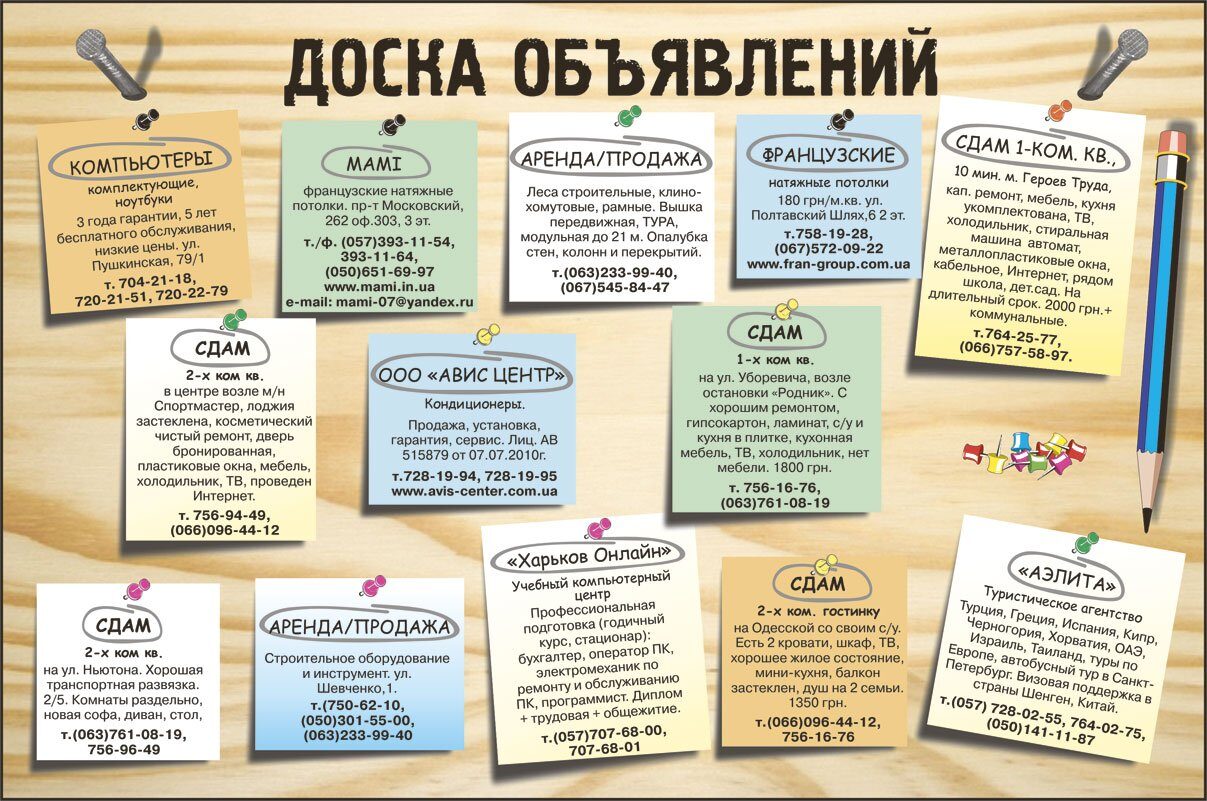 ДОСКА ОБЪЯВЛЕНИЙ
КОМПЬЮТЕРЫ
комплектующие,
ноутбуки
3 года гарантии, 5 лет
бесплатного обслуживания,
низкие цены. ул.
Пушкинская, 79/1
т. 704-21-18,
720-21-51, 720-22-79
МАМІ
французские натяжные
потолки. пр-т Московский,
262 оф.303, 3 эт.
т./ф. (057)393-11-54,
393-11-64,
(050)651-69-97
www.mami.in.ua
e-mail: mami-07@yandex.ru
АРЕНДА/ПРОДАЖА
Леса строительные, клино-
хомутовые, рамные. Вышка
передвижная, ТУРА,
модульная до 21 м. Опалубка
стен, колонн и перекрытий.
т.(063)233-99-40,
(067)545-84-47
ФРАНЦУЗСКИЕ
натяжные потолки
180 грн/м.кв. ул.
Полтавский Шлях,6 2 эт.
т.758-19-28,
(067)572-09-22
www.fran-group.com.ua
СДАМ 1-КОМ. КВ.,
10 мин. м. Героев Труда,
кап. ремонт, мебель, кухня
укомплектована, ТВ,
холодильник, стиральная
машина автомат,
металлопластиковые окна,
кабельное, Интернет, рядом
школа, дет.сад. На
длительный срок. 2000 грн.+
коммунальные.
т.764-25-77,
(066)757-58-97.
СДАМ
2-х ком кв.
в центре возле м/н
Спортмастер, лоджия
застеклена, косметический
чистый ремонт, дверь
бронированная,
пластиковые окна, мебель,
холодильник, ТВ, проведен
Интернет.
т. 756-94-49,
(066)096-44-12
ООО «АВИС ЦЕНТР»
Кондиционеры.
Продажа, установка,
гарантия, сервис. Лиц. АВ
515879 от 07.07.2010г.
т.728-19-94, 728-19-95
www.avis-center.com.ua
СДАМ
1-х ком кв.
на ул. Уборевича, возле
остановки «Родник». С
хорошим ремонтом,
гипсокартон, ламинат, с/у и
кухня в плитке, кухонная
мебель, ТВ, холодильник, нет
мебели. 1800 грн.
т. 756-16-76,
(063)761-08-19
СДАМ
2-х ком кв.
на ул. Ньютона. Хорошая
транспортная развязка.
2/5. Комнаты раздельно,
новая софа, диван, стол,
т.(063)761-08-19,
756-96-49
АРЕНДА/ПРОДАЖА
Строительное оборудование
и инструмент. ул.
Шевченко,1.
т.(750-62-10,
(050)301-55-00,
(063)233-99-40
«Харьков Онлайн»
Учебный компьютерный
центр
Профессиональная
подготовка (годичный
курс, стационар):
бухгалтер, оператор ПК,
электромеханик по
ремонту и обслуживанию
ПК, программист. Диплом
+ трудовая + общежитие.
т.(057)707-68-00,
707-68-01
СДАМ
2-х ком. гостинку
на Одесской со своим с/у.
Есть 2 кровати, шкаф, ТВ,
хорошее жилое состояние,
мини-кухня, балкон
застеклен, душ на 2 семьи.
1350 грн.
т.(066)096-44-12,
756-16-76
«АЭЛИТА»
Туристическое агентство
Турция, Греция, Испания, Кипр,
Черногория, Хорватия, ОАЭ,
Израиль, Таиланд, туры по
Европе, автобусный тур в Санкт-
Петербург. Визовая поддержка в
страны Шенген, Китай.
т.(057) 728-02-55, 764-02-75,
(050)141-11-87